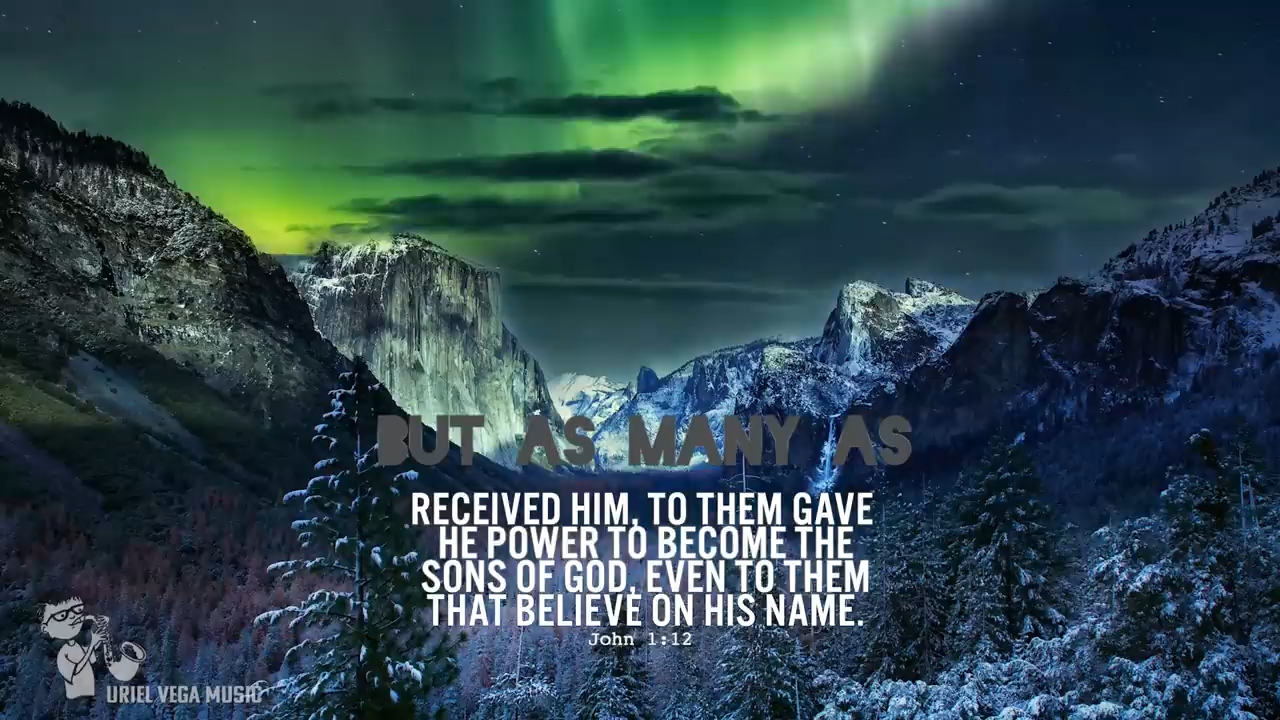 BUT AS MANY AS
RECEIVED HIM, TO THEM GAVE
HE POWER TO BECOME THE
SONS OF GOD, EVEN TO THEM
THAT BELIEVE ON HIS NAME.
John 1:12
URIEL VEGA MUSIC